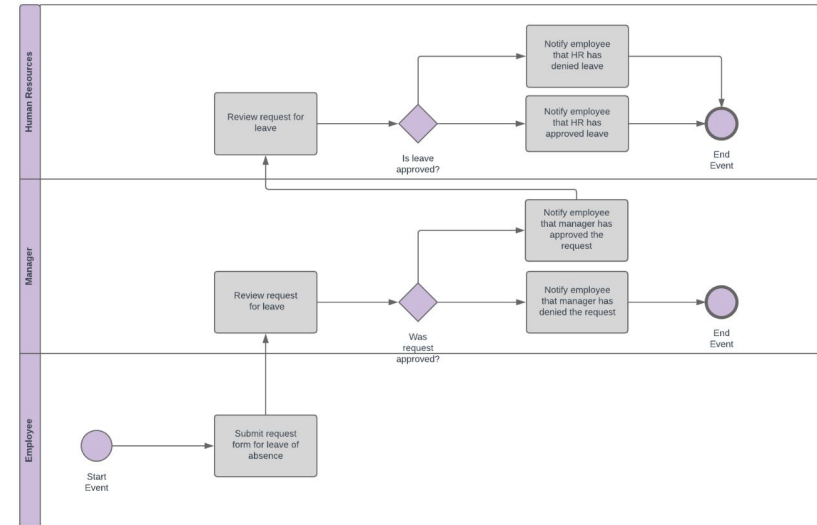 Human Resources
Review request for
leave
Is leave
approved?
Notify employee
that HR has
denied leave
Notify employee
that HR has
approved leave
End
Event
Manager
Review request
for leave
Was
request
approved?
Notify employee
that manager has
approved the
request
Notify employee
that manager has
denied the request
End
Event
Employee
Start
Event
Submit request
form for leave of
absence